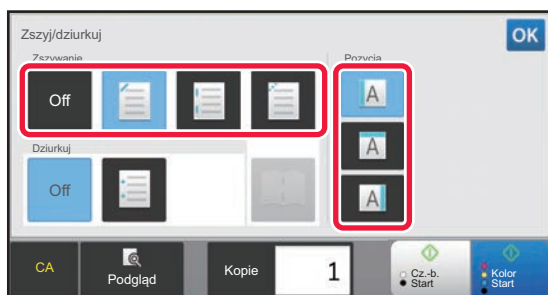 Zszyj/dziurkuj
OK
Zszywanie
Pozycja
Off
A
A
A
Dziurkuj
Off
CA
Podgląd
Kopie
1
Cz.-b.
Start
Kolor
Start